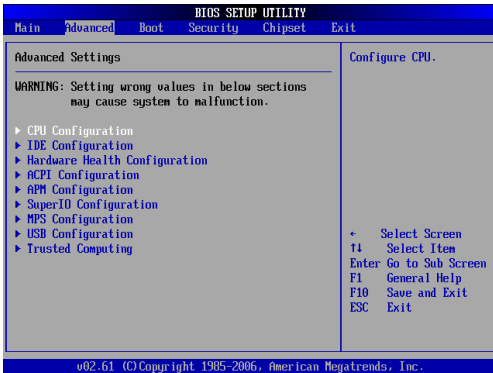 BIOS SETUP UTILITY
Main Advanced Boot Security Chipset Exit
Advanced Settings
WARNING: Setting wrong values in below sections
may cause system to malfunction.
▶ CPU Configuration
▶ IDE Configuration
▶ Hardware Health Configuration
▶ ACPI Configuration
▶ APM Configuration
▶ SuperIO Configuration
▶ MPS Configuration
▶ USB Configuration
▶ Trusted Computing
Configure CPU.
← Select Screen
↑↓ Select Item
Enter Go to Sub Screen
F1 General Help
F10 Save and Exit
ESC Exit
v02.61 (C)Copyright 1985-2006, American Megatrends, Inc.